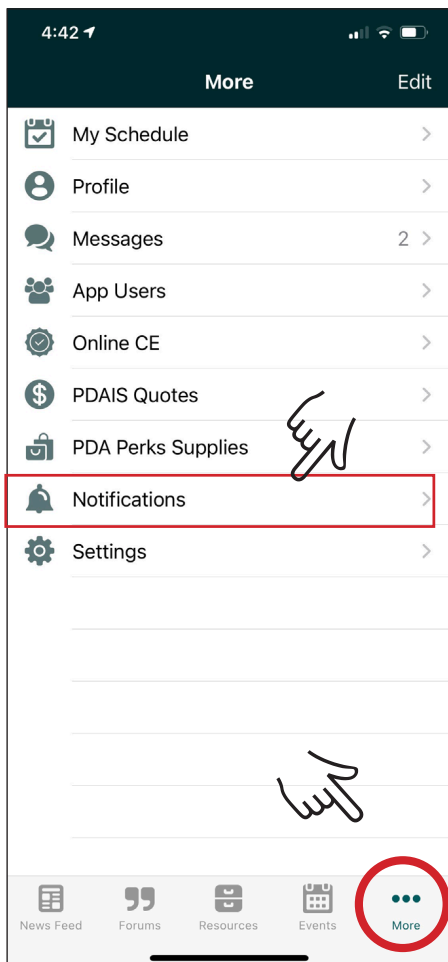 4:42
More Edit
My Schedule
Profile
Messages 2
App Users
Online CE
PDAIS Quotes
PDA Perks Supplies
Notifications
Settings
News Feed Forums Resources Events More